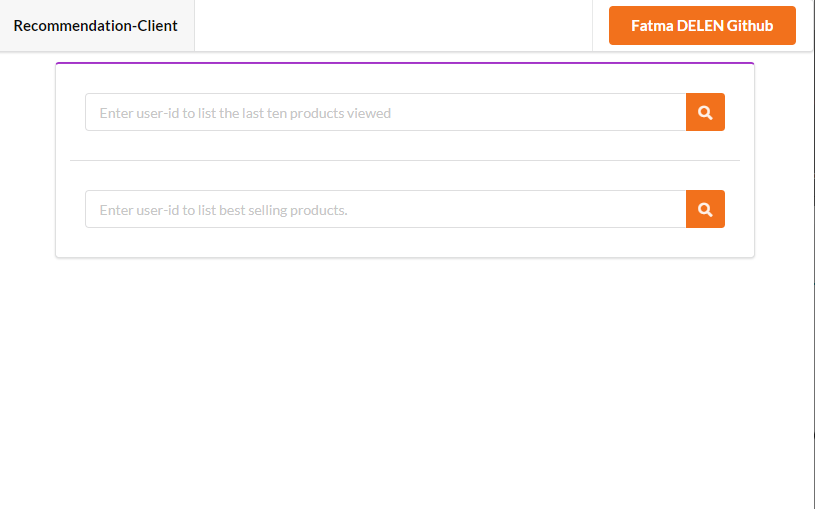 Recommendation-Client
Fatma DELEN Github
Enter user-id to list the last ten products viewed
Enter user-id to list best selling products.